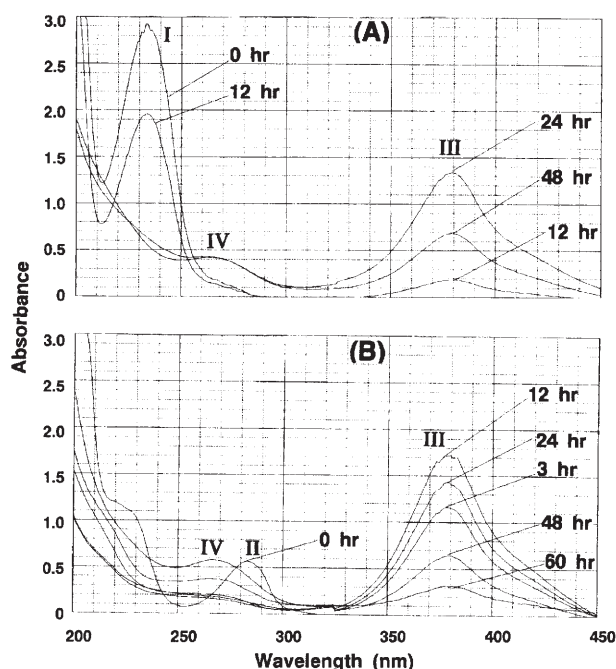 3.0
2.5
2.0
1.5
1.0
0.5
0
(A)
I
0 hr
12 hr
III
24 hr
48 hr
12 hr
IV
Absorbance
3.0
2.5
2.0
1.5
1.0
0.5
0
(B)
12 hr
III
24 hr
3 hr
IV
II
0 hr
48 hr
60 hr
200
250
300
350
400
450
Wavelength (nm)